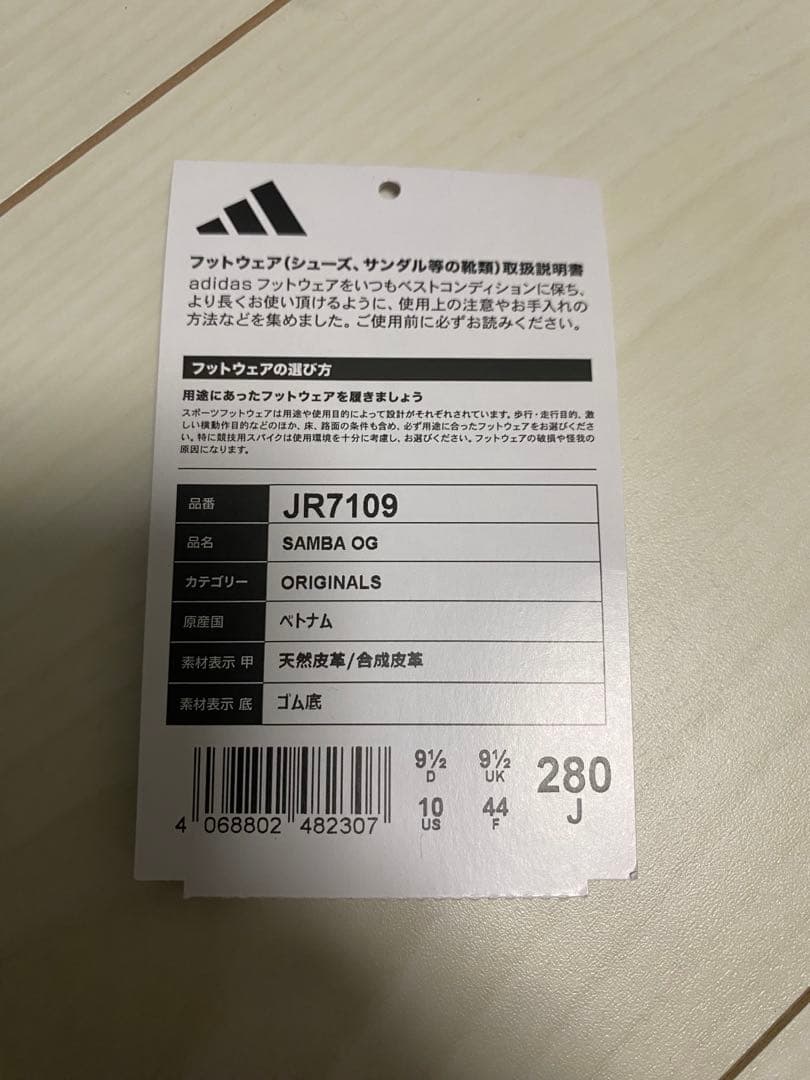 フットウェア(シューズ、サンダル等の靴類)取扱説明書
adidas フットウェアをいつもベストコンディションに保ち、
より長くお使い頂けるように、使用上の注意やお手入れの
方法などを集めました。ご使用前に必ずお読みください。
フットウェアの選び方
用途にあったフットウェアを履きましょう
スポーツフットウェアは用途や使用目的によって設計がそれぞれされています。歩行・走行目的、激
しい横動作目的などのほか、床、路面の条件も含め、必ず用途に合ったフットウェアをお選びくださ
い。特に競技用スパイクは使用環境を十分に考慮し、お選びください。フットウェアの破損や怪我の
原因になります。
品番 JR7109
品名 SAMBA OG
カテゴリー ORIGINALS
原産国 ベトナム
素材表示 甲 天然皮革/合成皮革
素材表示 底 ゴム底
9½ 9½ 280
D UK J
10 44
US F
4 068802 482307